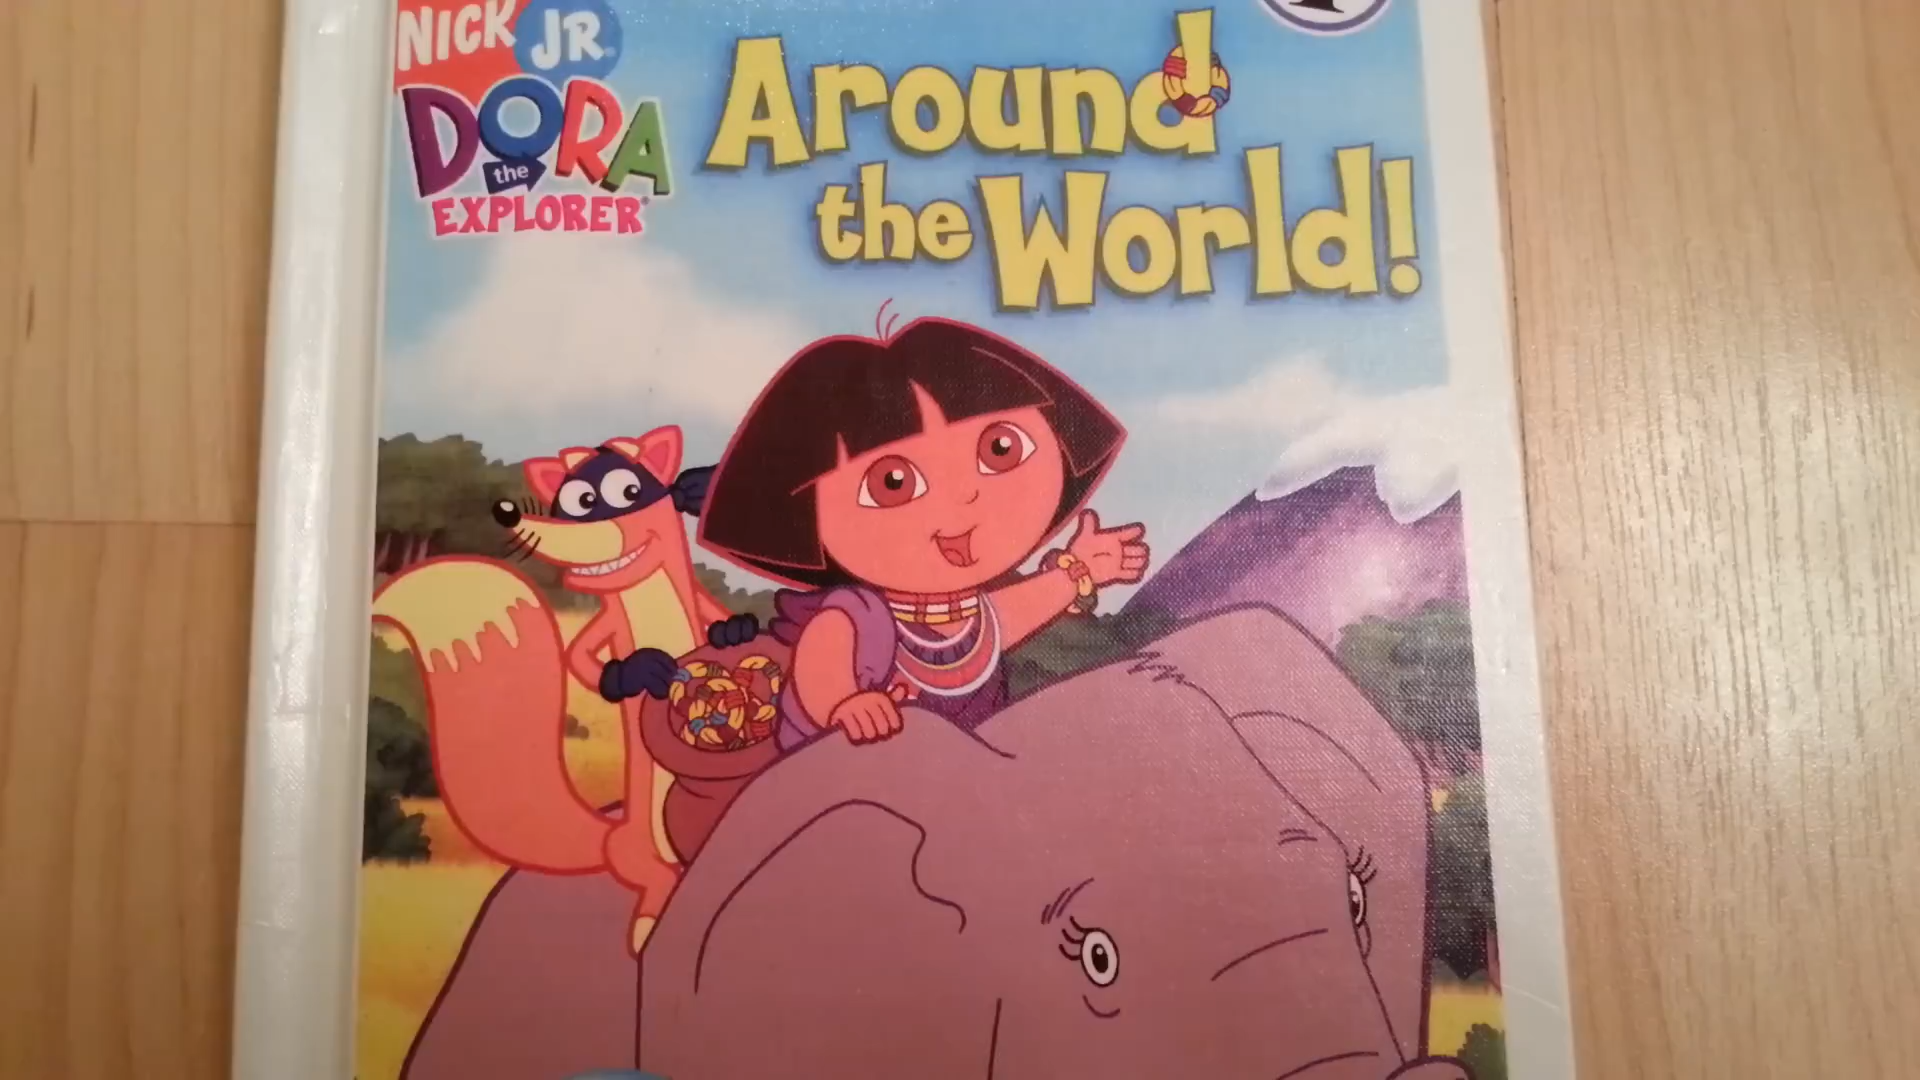 NICK JR.
DORA
the
EXPLORER®
Around
the World!